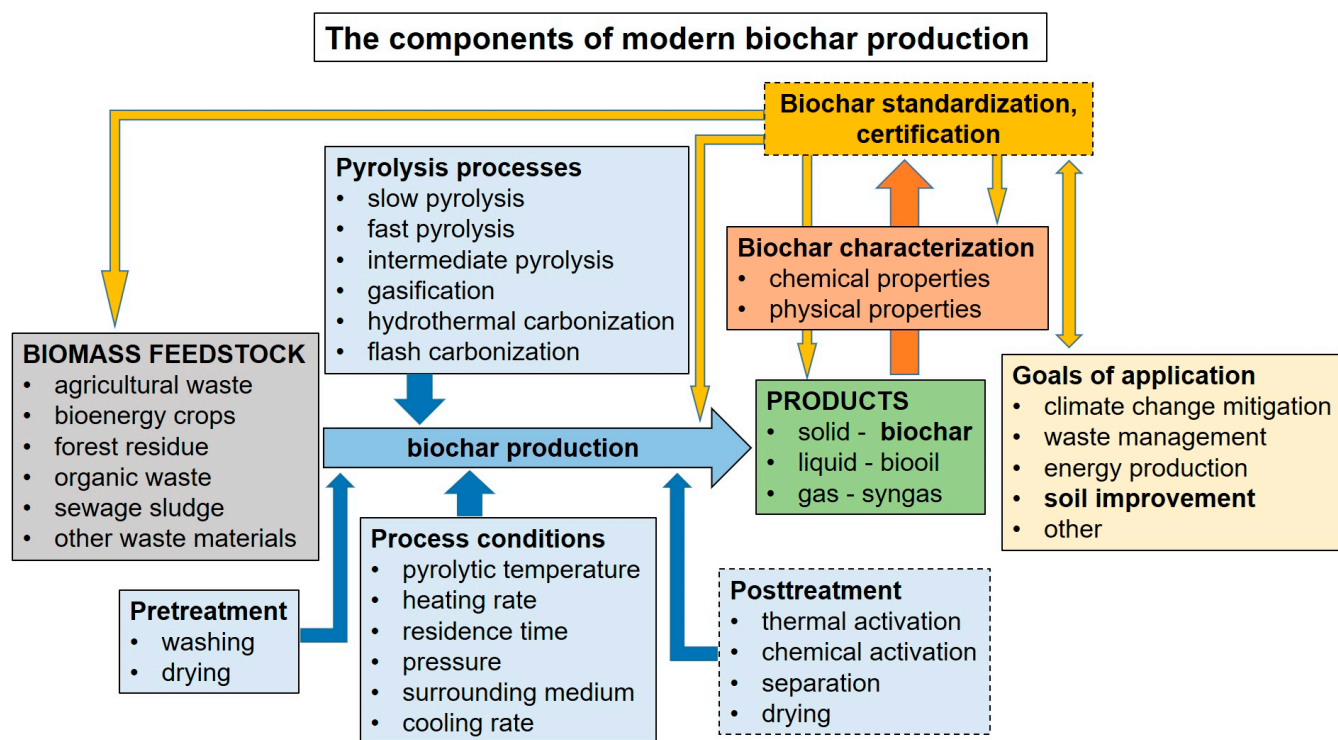 The components of modern biochar production
Biochar standardization,
certification
Pyrolysis processes
• slow pyrolysis
• fast pyrolysis
• intermediate pyrolysis
• gasification
• hydrothermal carbonization
• flash carbonization
Biochar characterization
• chemical properties
• physical properties
BIOMASS FEEDSTOCK
• agricultural waste
• bioenergy crops
• forest residue
• organic waste
• sewage sludge
• other waste materials
biochar production
PRODUCTS
• solid - biochar
• liquid - biooil
• gas - syngas
Goals of application
• climate change mitigation
• waste management
• energy production
• soil improvement
• other
Pretreatment
• washing
• drying
Process conditions
• pyrolytic temperature
• heating rate
• residence time
• pressure
• surrounding medium
• cooling rate
Posttreatment
• thermal activation
• chemical activation
• separation
• drying